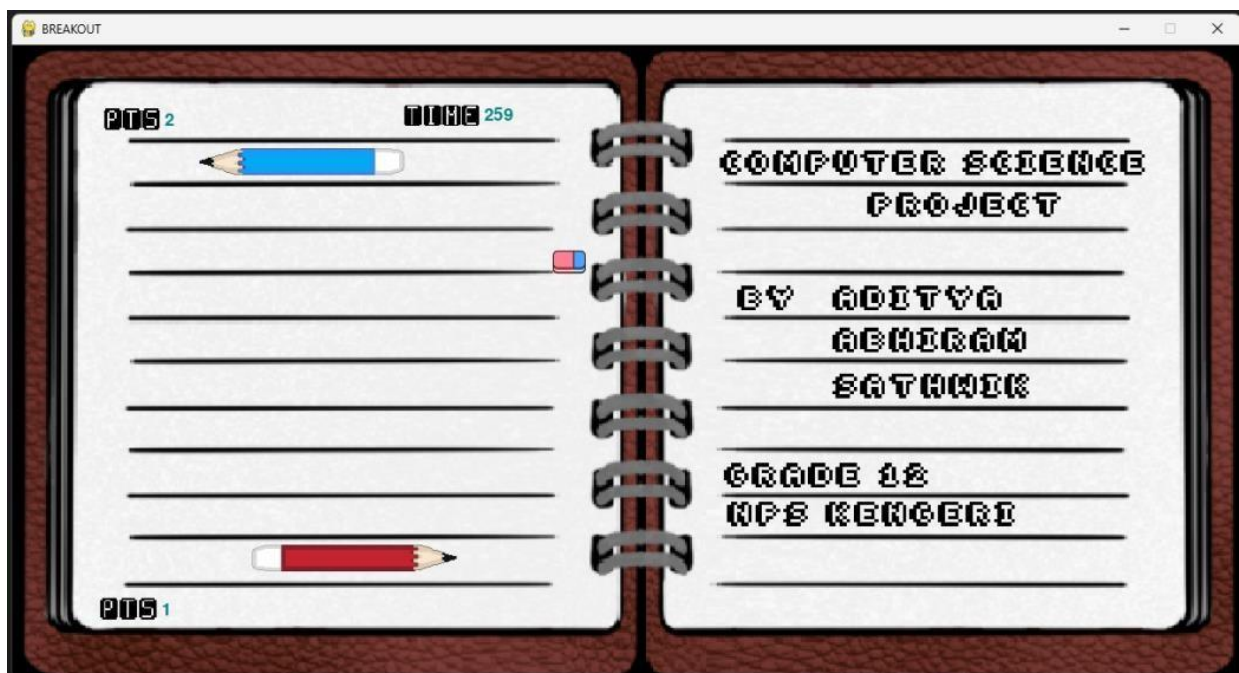 BREAKOUT
PTS 2
TIME 259
COMPUTER SCIENCE
PROJECT
BY ADITYA
ABHIRAM
SATHWIK
GRADE 12
NPS KENGERI
PTS 1